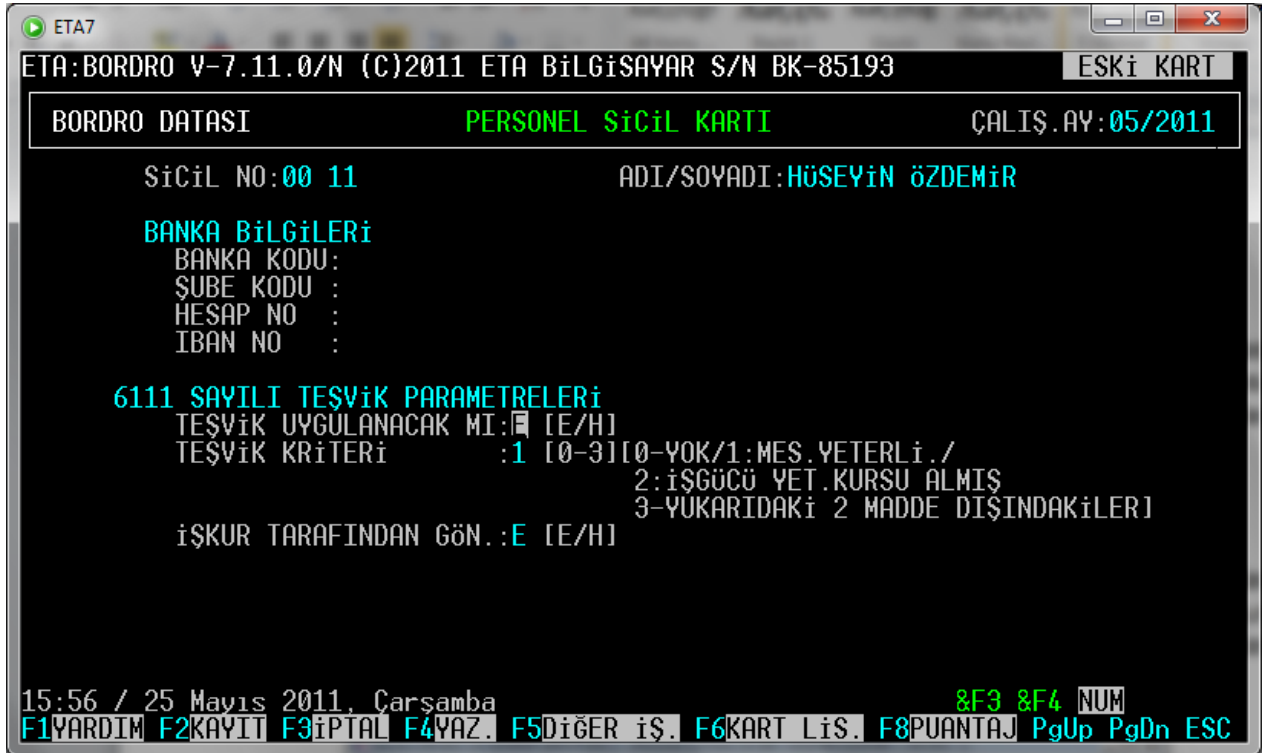 ETA7
ETA:BORDRO V-7.11.0/N (C)2011 ETA BiLGiSAYAR S/N BK-85193 ESKi KART
BORDRO DATASI PERSONEL SiCiL KARTI ÇALIŞ.AY:05/2011
SiCiL NO:00 11 ADI/SOYADI:HüSEYiN öZDEMiR
BANKA BiLGiLERi
BANKA KODU:
ŞUBE KODU :
HESAP NO :
IBAN NO :
6111 SAYILI TEŞViK PARAMETRELERi
TEŞViK UYGULANACAK MI:E [E/H]
TEŞViK KRiTERi :1 [0-3][0-YOK/1:MES.YETERLi./
2:iŞGüCü YET.KURSU ALMIŞ
3-YUKARIDAKi 2 MADDE DIŞINDAKiLER]
iŞKUR TARAFINDAN GöN.:E [E/H]
15:56 / 25 Mayıs 2011, Çarşamba &F3 &F4 NUM
F1YARDIM F2KAYIT F3iPTAL F4YAZ. F5DiĞER iŞ. F6KART LiS. F8PUANTAJ PgUp PgDn ESC